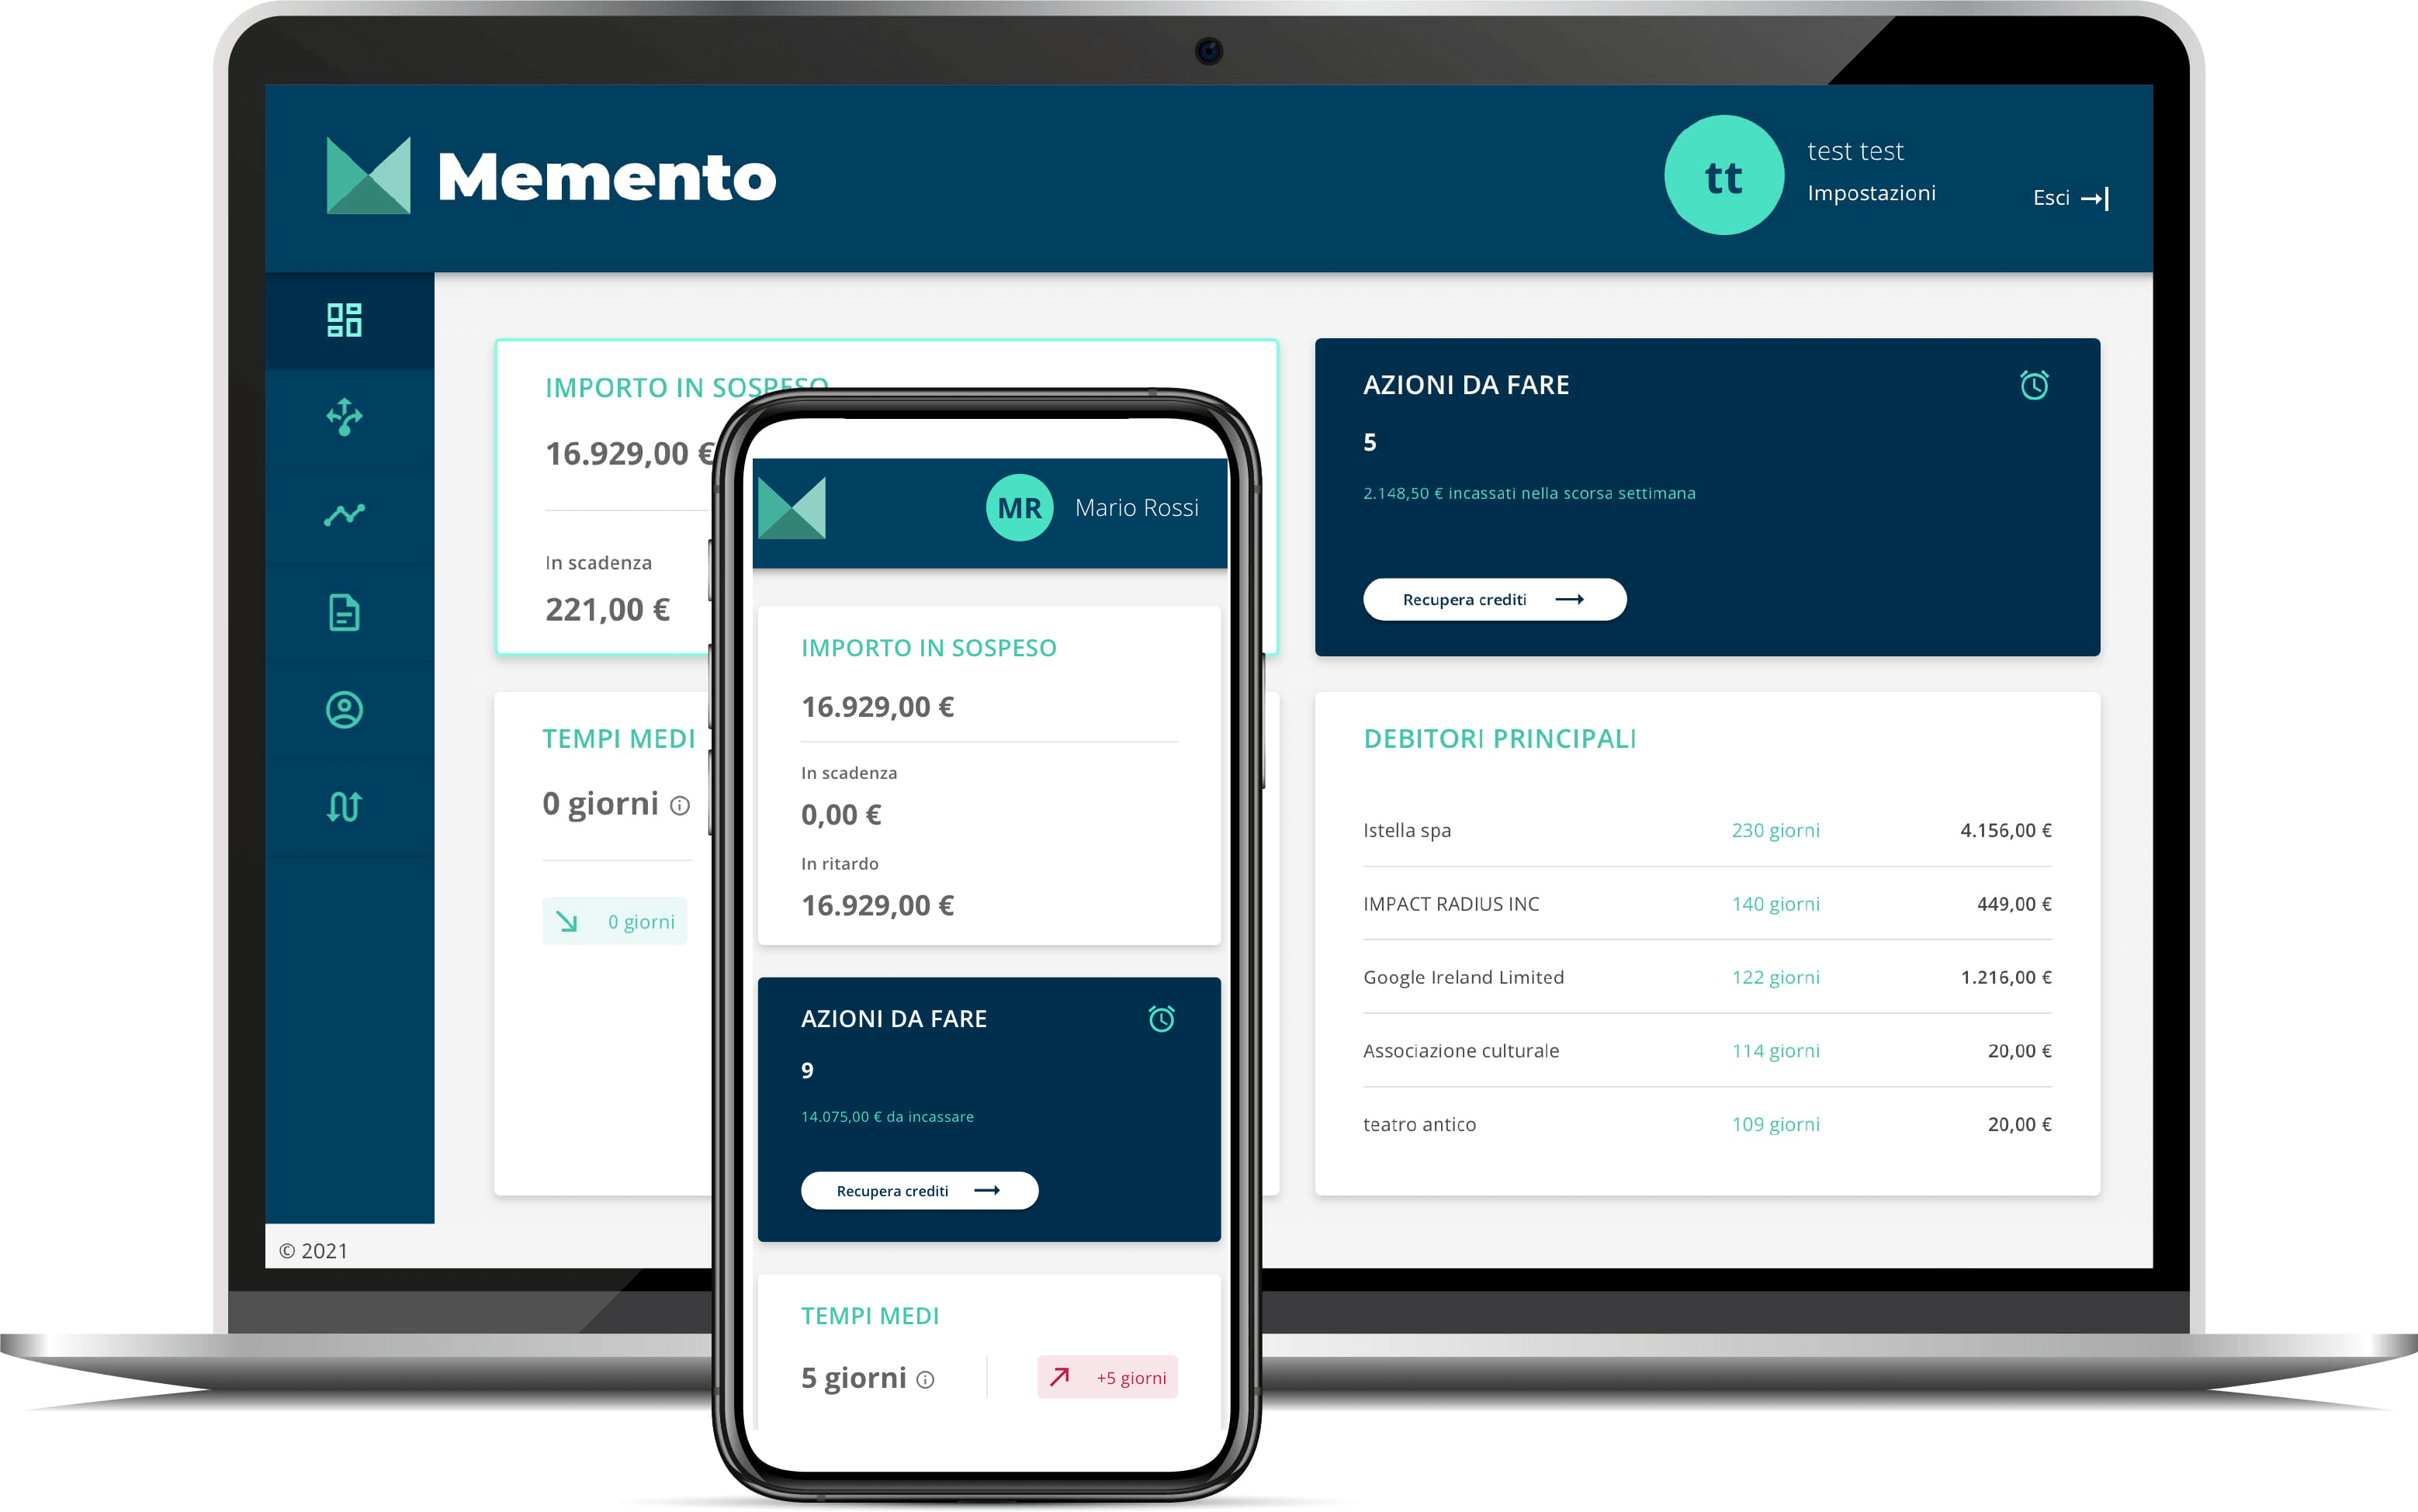 Memento
tt
test test
Impostazioni
Esci
IMPORTO IN SOSPESO
16.929,00 €
In scadenza
221,00 €
AZIONI DA FARE
5
2.148,50 € incassati nella scorsa settimana
Recupera crediti
TEMPI MEDI
0 giorni
0 giorni
DEBITORI PRINCIPALI
Istella spa 230 giorni 4.156,00 €
IMPACT RADIUS INC 140 giorni 449,00 €
Google Ireland Limited 122 giorni 1.216,00 €
Associazione culturale 114 giorni 20,00 €
teatro antico 109 giorni 20,00 €
© 2021
MR Mario Rossi
IMPORTO IN SOSPESO
16.929,00 €
In scadenza
0,00 €
In ritardo
16.929,00 €
AZIONI DA FARE
9
14.075,00 € da incassare
Recupera crediti
TEMPI MEDI
5 giorni +5 giorni